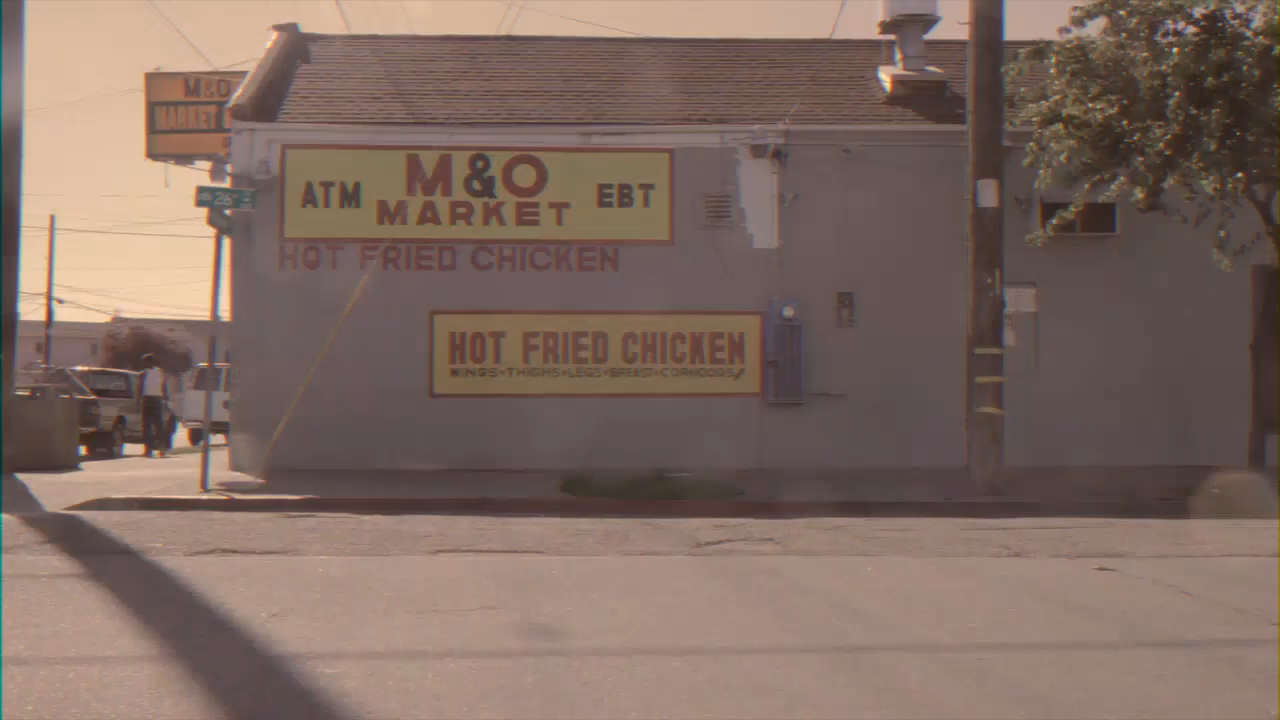 M&O
MARKET
26
ATM
M&O
MARKET
EBT
HOT FRIED CHICKEN
HOT FRIED CHICKEN
WINGS•THIGHS•LEGS•BREAST•CORNDOGS